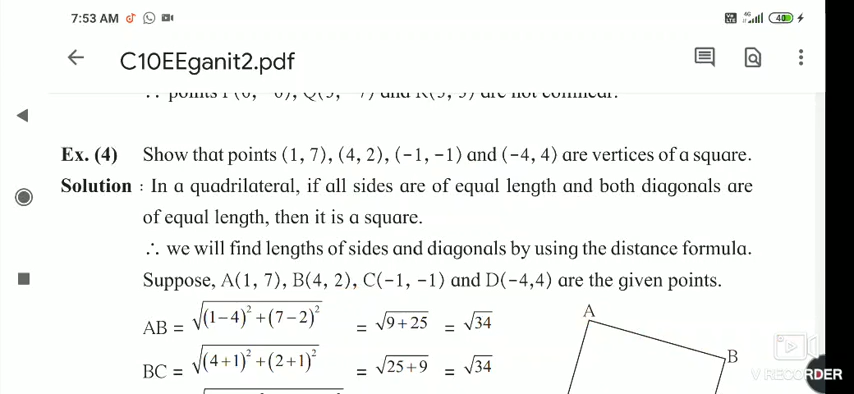 7:53 AM
4G 40
C10EEganit2.pdf
are not
Ex. (4) Show that points (1, 7), (4, 2), (−1, −1) and (−4, 4) are vertices of a square.
Solution : In a quadrilateral, if all sides are of equal length and both diagonals are
of equal length, then it is a square.
∴ we will find lengths of sides and diagonals by using the distance formula.
Suppose, A(1, 7), B(4, 2), C(−1, −1) and D(−4,4) are the given points.
AB = √((1−4)² + (7−2)²) = √(9+25) = √34
A
BC = √((4+1)² + (2+1)²) = √(25+9) = √34
B
V RECORDER